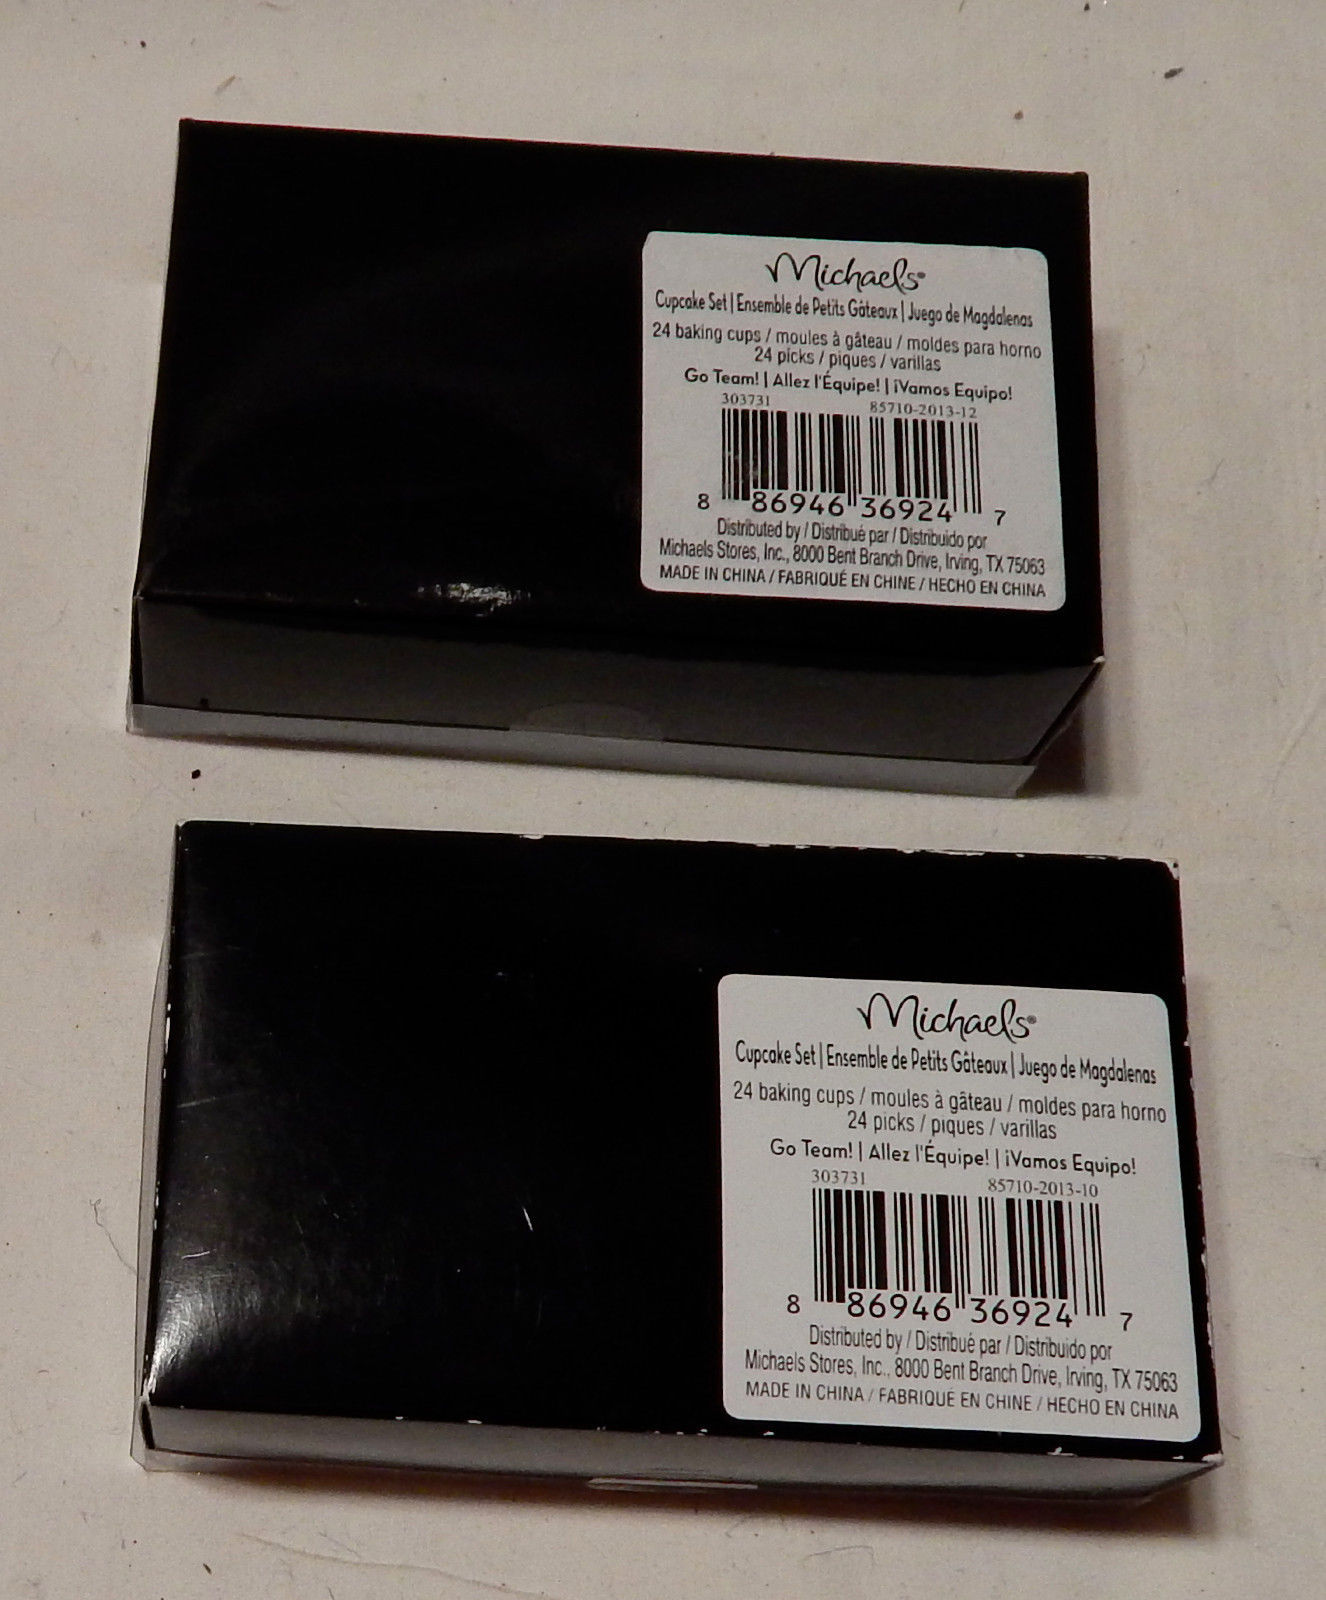 Michaels®
Cupcake Set | Ensemble de Petits Gâteaux | Juego de Magdalenas
24 baking cups / moules à gâteau / moldes para horno
24 picks / piques / varillas
Go Team! | Allez l'Équipe! | ¡Vamos Equipo!
303731 85710-2013-12
8 86946 36924 7
Distributed by / Distribué par / Distribuido por
Michaels Stores, Inc., 8000 Bent Branch Drive, Irving, TX 75063
MADE IN CHINA / FABRIQUÉ EN CHINE / HECHO EN CHINA
Michaels®
Cupcake Set | Ensemble de Petits Gâteaux | Juego de Magdalenas
24 baking cups / moules à gâteau / moldes para horno
24 picks / piques / varillas
Go Team! | Allez l'Équipe! | ¡Vamos Equipo!
303731 85710-2013-10
8 86946 36924 7
Distributed by / Distribué par / Distribuido por
Michaels Stores, Inc., 8000 Bent Branch Drive, Irving, TX 75063
MADE IN CHINA / FABRIQUÉ EN CHINE / HECHO EN CHINA